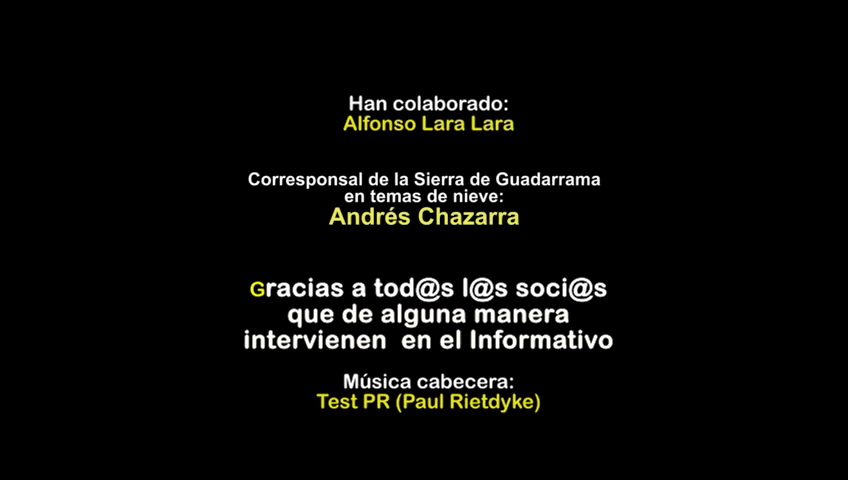 Han colaborado:
Alfonso Lara Lara
Corresponsal de la Sierra de Guadarrama
en temas de nieve:
Andrés Chazarra
Gracias a tod@s l@s soci@s
que de alguna manera
intervienen en el Informativo
Música cabecera:
Test PR (Paul Rietdyke)